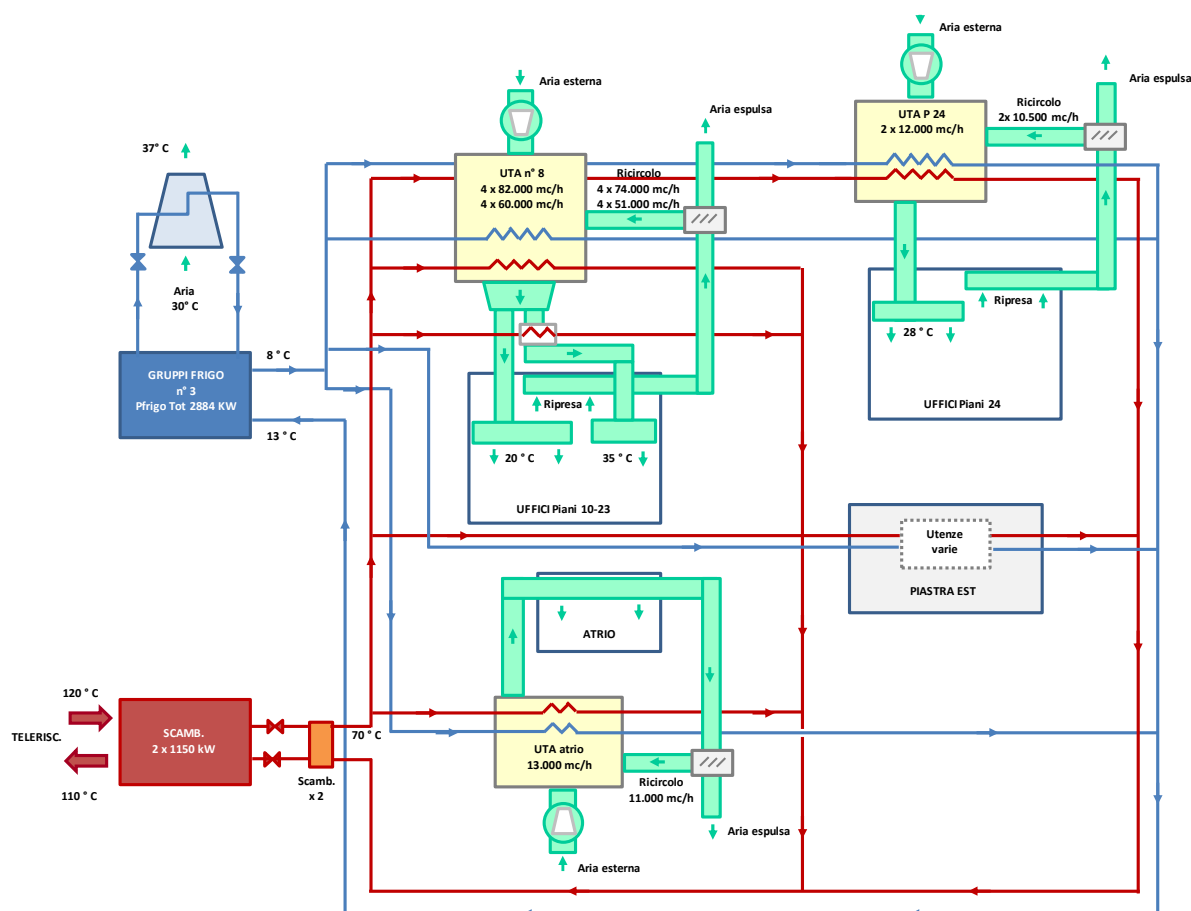 Aria esterna
Aria espulsa
UTA P 24
2 x 12.000 mc/h
Ricircolo
2x 10.500 mc/h
Aria esterna
Aria espulsa
37° C
UTA n° 8
4 x 82.000 mc/h
4 x 60.000 mc/h
Ricircolo
4 x 74.000 mc/h
4 x 51.000 mc/h
Aria
30° C
Ripresa
28 ° C
UFFICI Piani 24
8 ° C
GRUPPI FRIGO
n° 3
Pfrigo Tot 2884 KW
13 ° C
Ripresa
20 ° C
35 ° C
UFFICI Piani 10-23
Utenze
varie
PIASTRA EST
ATRIO
120 ° C
TELERISC.
110 ° C
SCAMB.
2 x 1150 kW
70 ° C
Scamb.
x 2
UTA atrio
13.000 mc/h
Ricircolo
11.000 mc/h
Aria espulsa
Aria esterna